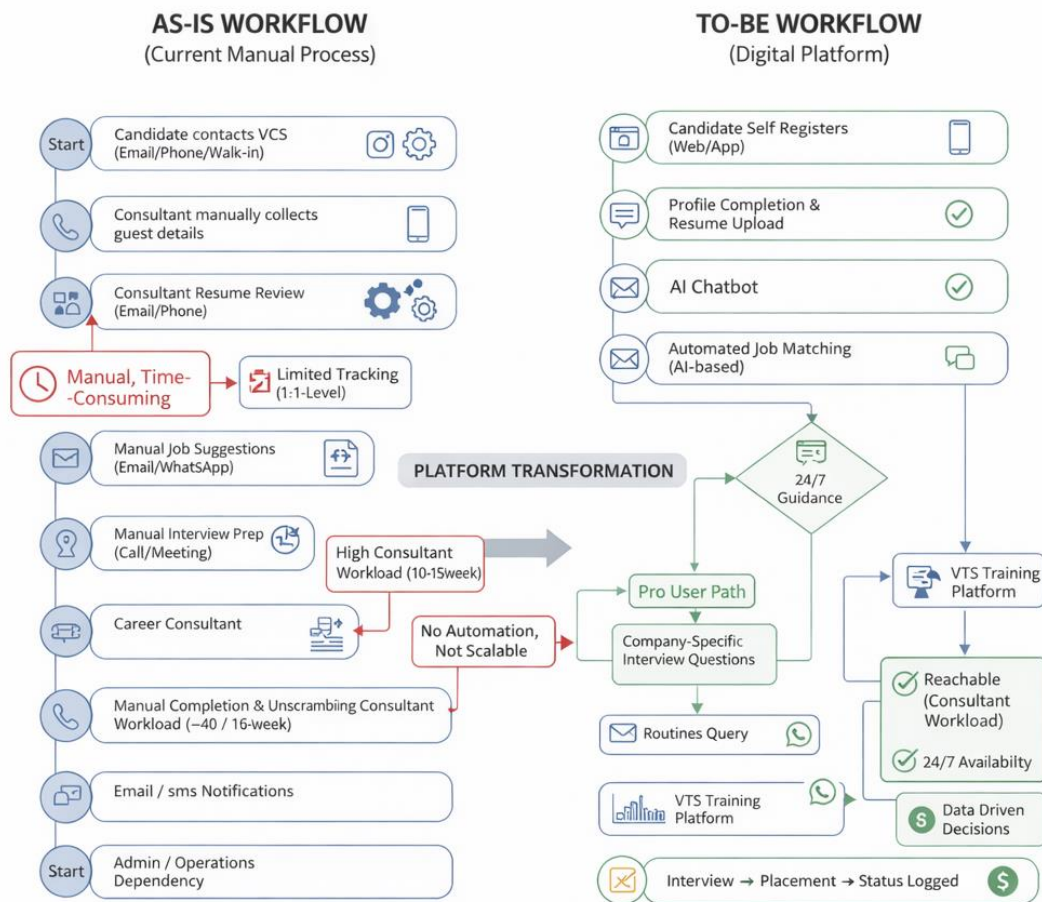 AS-IS WORKFLOW
(Current Manual Process)
Start
Candidate contacts VCS
(Email/Phone/Walk-in)
Consultant manually collects
guest details
Consultant Resume Review
(Email/Phone)
Manual, Time-
-Consuming
Limited Tracking
(1:1-Level)
Manual Job Suggestions
(Email/WhatSApp)
Manual Interview Prep
(Call/Meeting)
High Consultant
Workload (10-15week)
Career Consultant
No Automation,
Not Scalable
Manual Completion & Unscrambing Consultant
Workload (−40 / 16-week)
Email / sms Notifications
Start
Admin / Operations
Dependency
PLATFORM TRANSFORMATION
TO-BE WORKFLOW
(Digital Platform)
Candidate Self Registers
(Web/App)
Profile Completion &
Resume Upload
AI Chatbot
Automated Job Matching
(AI-based)
24/7
Guidance
Pro User Path
Company-Specific
Interview Questions
VTS Training
Platform
Reachable
(Consultant
Workload)
24/7 Availabilty
Routines Query
VTS Training
Platform
S Data Driven
Decisions
Interview → Placement → Status Logged $